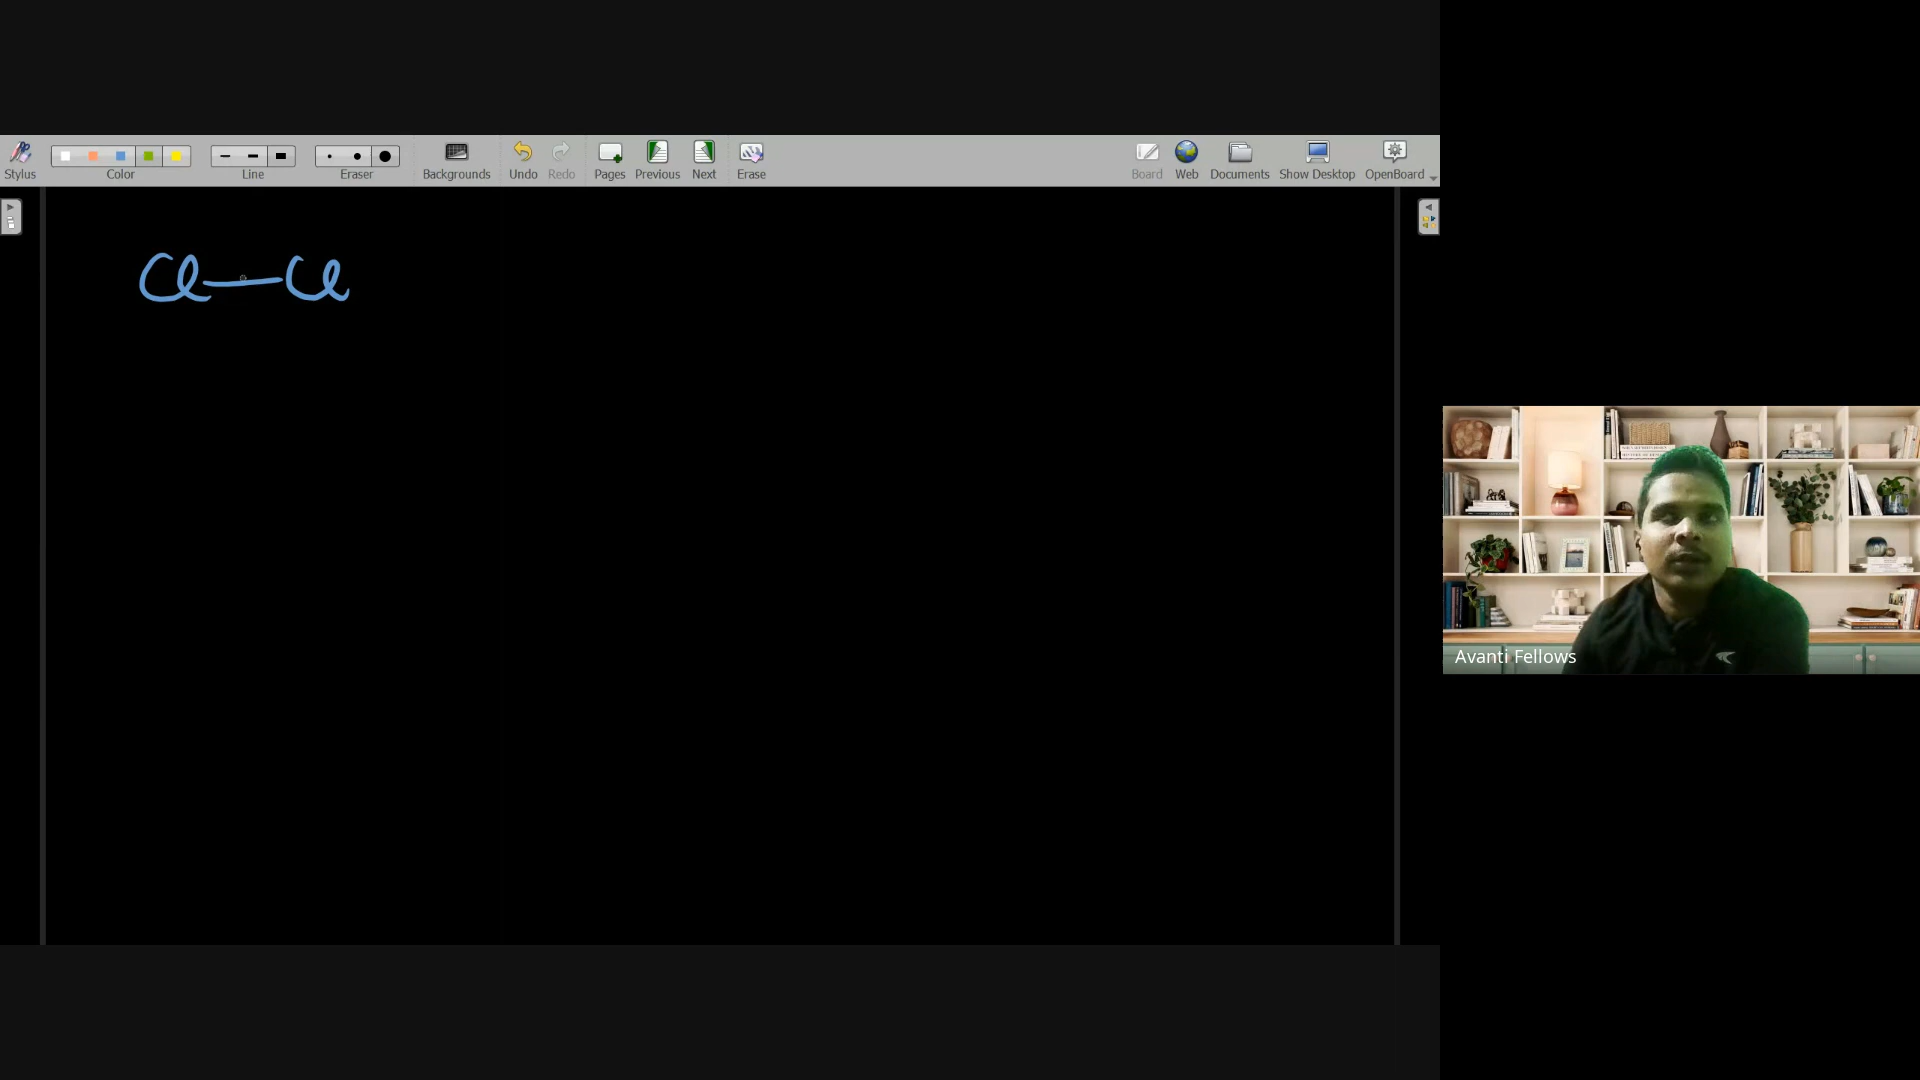 Stylus Color Line Eraser Backgrounds Undo Redo Pages Previous Next Erase Board Web Documents Show Desktop OpenBoard
Cl—Cl
Avanti Fellows